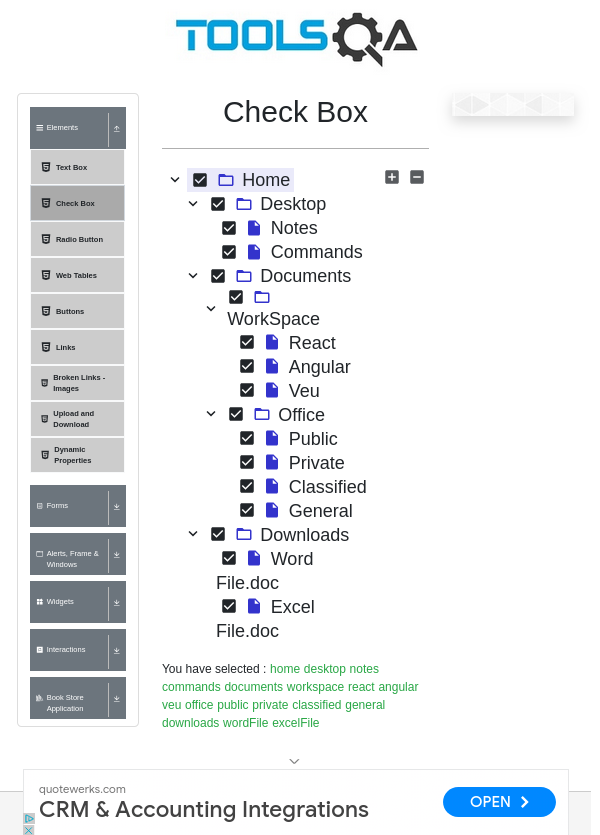 TOOLSQA
Check Box
Elements
Text Box
Check Box
Radio Button
Web Tables
Buttons
Links
Broken Links -
Images
Upload and
Download
Dynamic
Properties
Forms
Alerts, Frame &
Windows
Widgets
Interactions
Book Store
Application
Home
Desktop
Notes
Commands
Documents
WorkSpace
React
Angular
Veu
Office
Public
Private
Classified
General
Downloads
Word
File.doc
Excel
File.doc
You have selected : home desktop notes
commands documents workspace react angular
veu office public private classified general
downloads wordFile excelFile
quotewerks.com
CRM & Accounting Integrations
OPEN